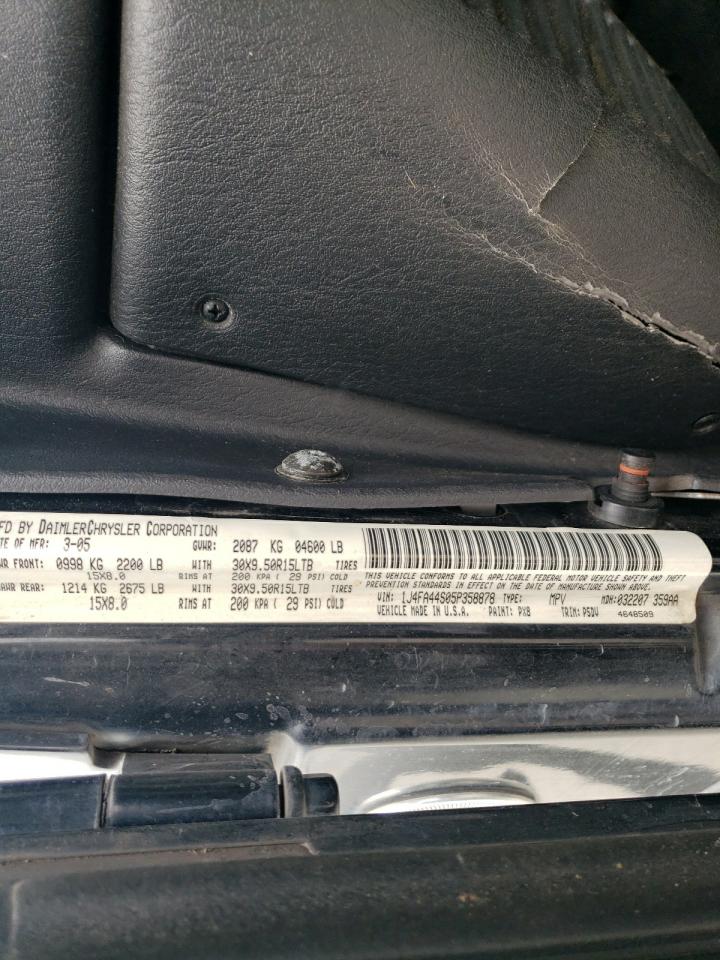 FD BY DAIMLERCHRYSLER CORPORATION
TE OF MFR: 3-05 GVWR: 2087 KG 04600 LB
WR FRONT: 0998 KG 2200 LB WITH 30X9.50R15LTB TIRES
15X8.0 RIMS AT 200 KPA ( 29 PSI) COLD
AWR REAR: 1214 KG 2675 LB WITH 30X9.50R15LTB TIRES
15X8.0 RIMS AT 200 KPA ( 29 PSI) COLD
THIS VEHICLE CONFORMS TO ALL APPLICABLE FEDERAL MOTOR VEHICLE SAFETY AND THEFT
PREVENTION STANDARDS IN EFFECT ON THE DATE OF MANUFACTURE SHOWN ABOVE.
VIN: 1J4FA44S05P358878 TYPE: MPV MDH:032207 359AA
VEHICLE MADE IN U.S.A. PAINT: PX8 TRIM: P5DV
4648509